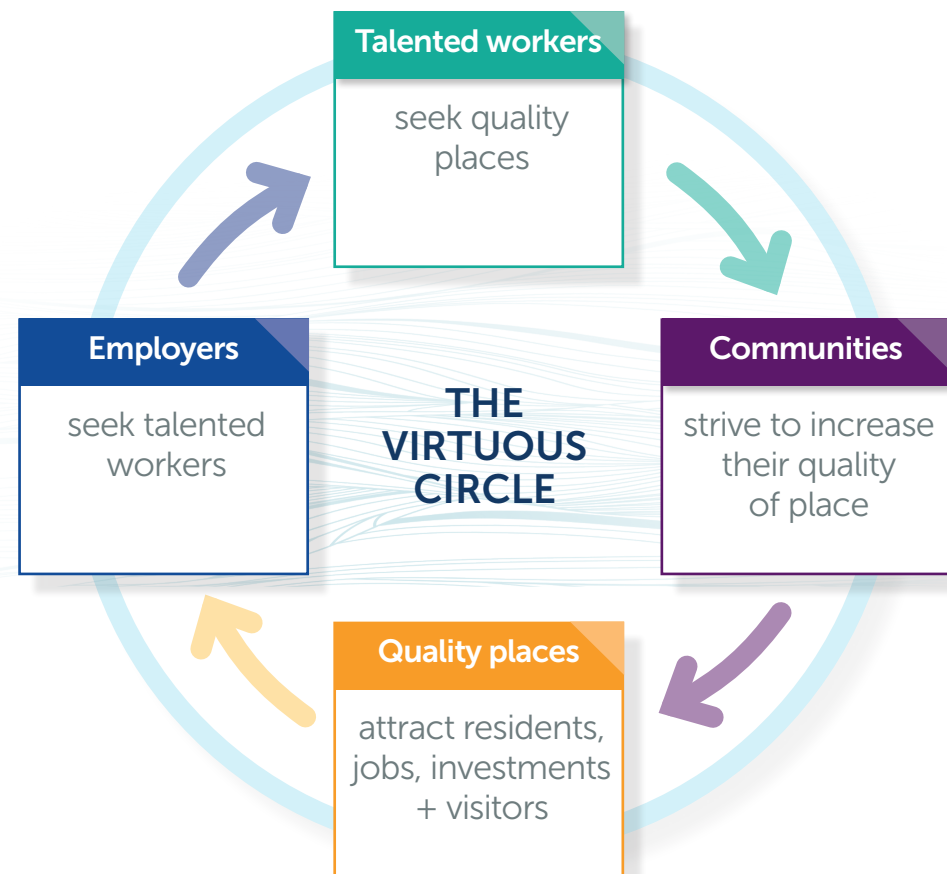 Talented workers
seek quality
places
Employers
seek talented
workers
THE
VIRTUOUS
CIRCLE
Communities
strive to increase
their quality
of place
Quality places
attract residents,
jobs, investments
+ visitors